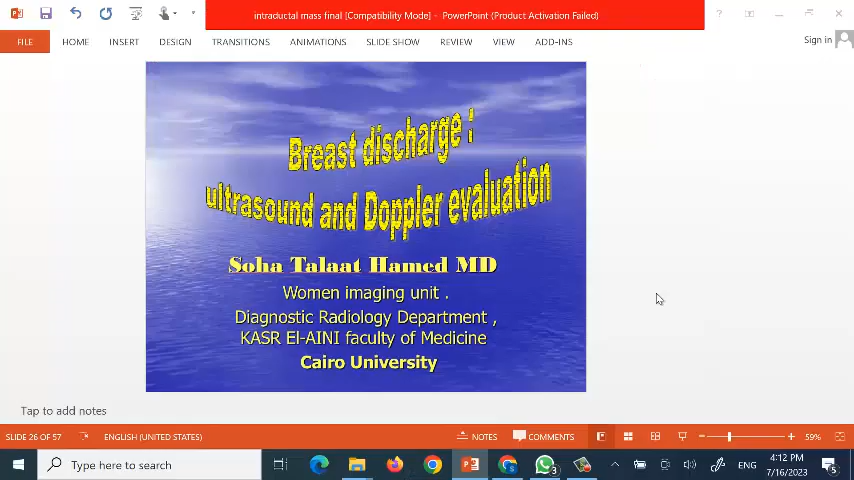 intraductal mass final [Compatibility Mode] - PowerPoint (Product Activation Failed)
FILE HOME INSERT DESIGN TRANSITIONS ANIMATIONS SLIDE SHOW REVIEW VIEW ADD-INS Sign in
Breast discharge :
ultrasound and Doppler evaluation
Soha Talaat Hamed MD
Women imaging unit .
Diagnostic Radiology Department ,
KASR El-AINI faculty of Medicine
Cairo University
Tap to add notes
SLIDE 26 OF 57 ENGLISH (UNITED STATES) NOTES COMMENTS 59%
Type here to search 3 ENG 4:12 PM
7/16/2023 5